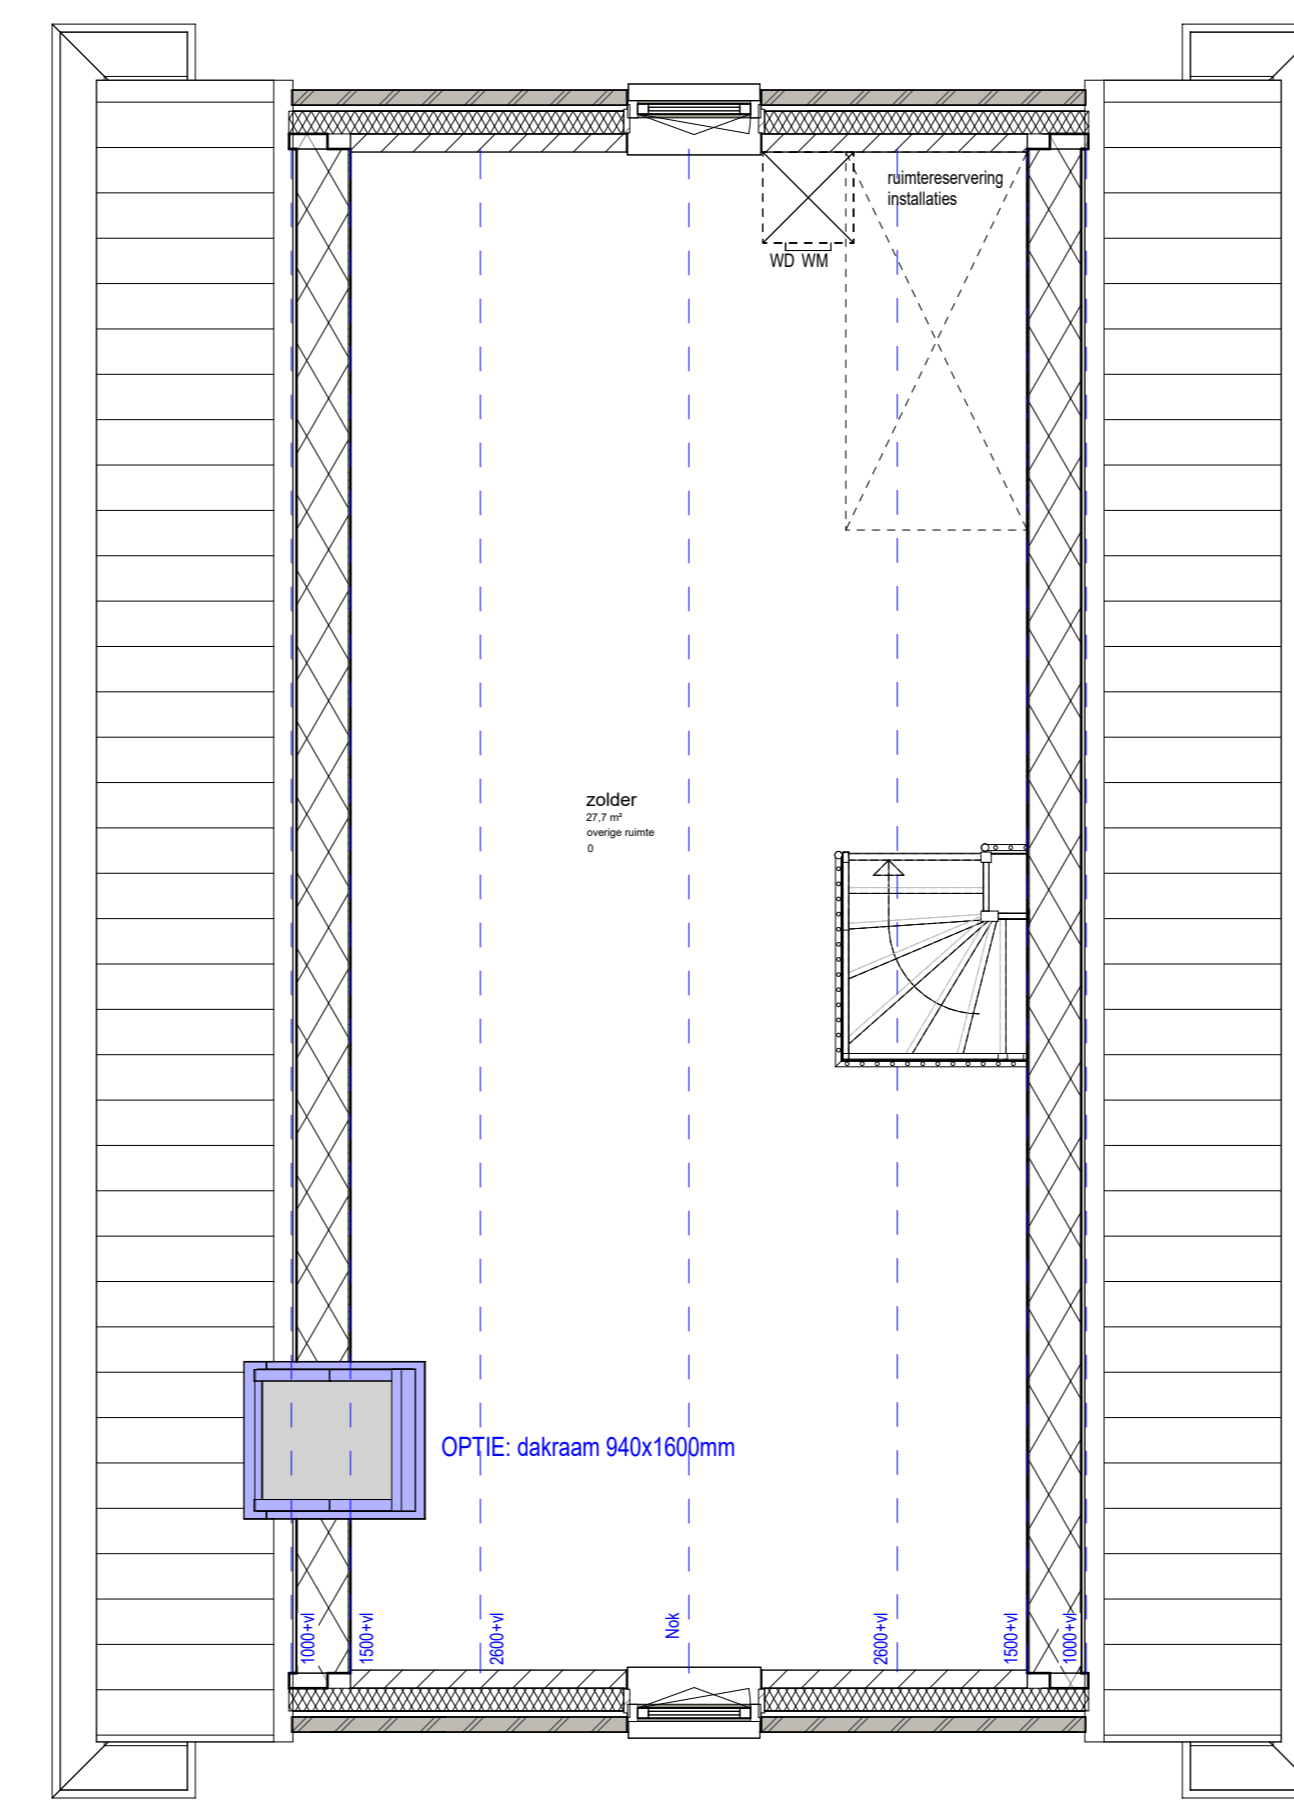 ruimtereservering
installaties
WD WM
zolder
27,7 m²
overige ruimte
0
OPTIE: dakraam 940x1600mm
1000+vl
1500+vl
2600+vl
Nok
2600+vl
1500+vl
1000+vl